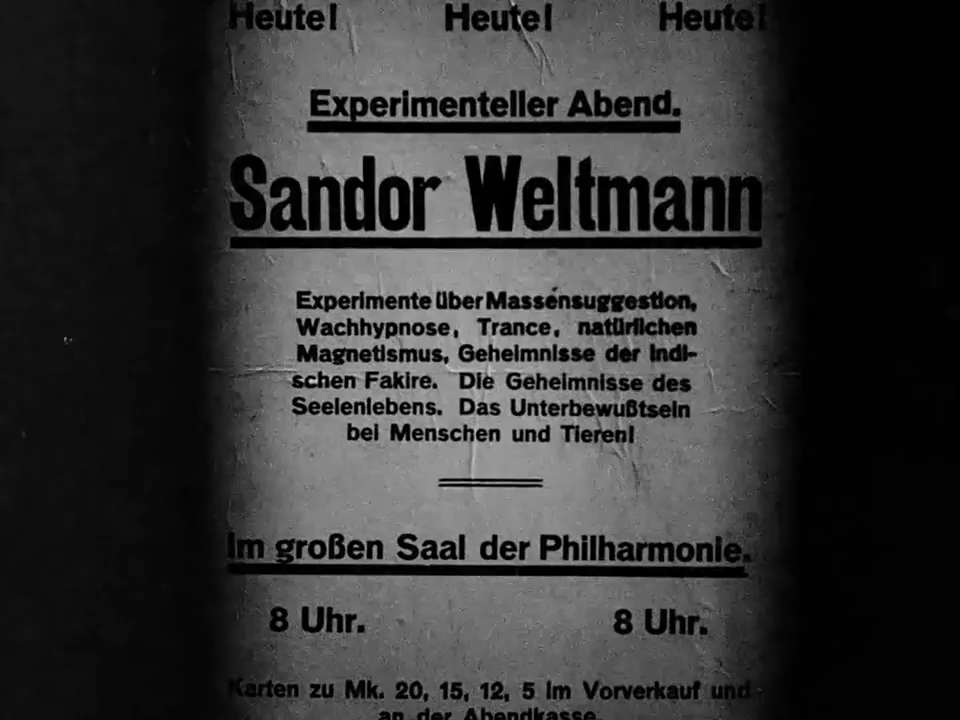 Heute! Heute! Heute!
Experimenteller Abend.
Sandor Weltmann
Experimente über Massensuggestion,
Wachhypnose, Trance, natürlichen
Magnetismus, Geheimnisse der indi-
schen Fakire. Die Geheimnisse des
Seelenlebens. Das Unterbewußtsein
bei Menschen und Tieren!
Im großen Saal der Philharmonie.
8 Uhr. 8 Uhr.
Karten zu Mk. 20, 15, 12, 5 im Vorverkauf und
an der Abendkasse.